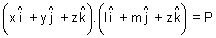 (xî + yĵ + zk̂).(lî + mĵ + zk̂) = P